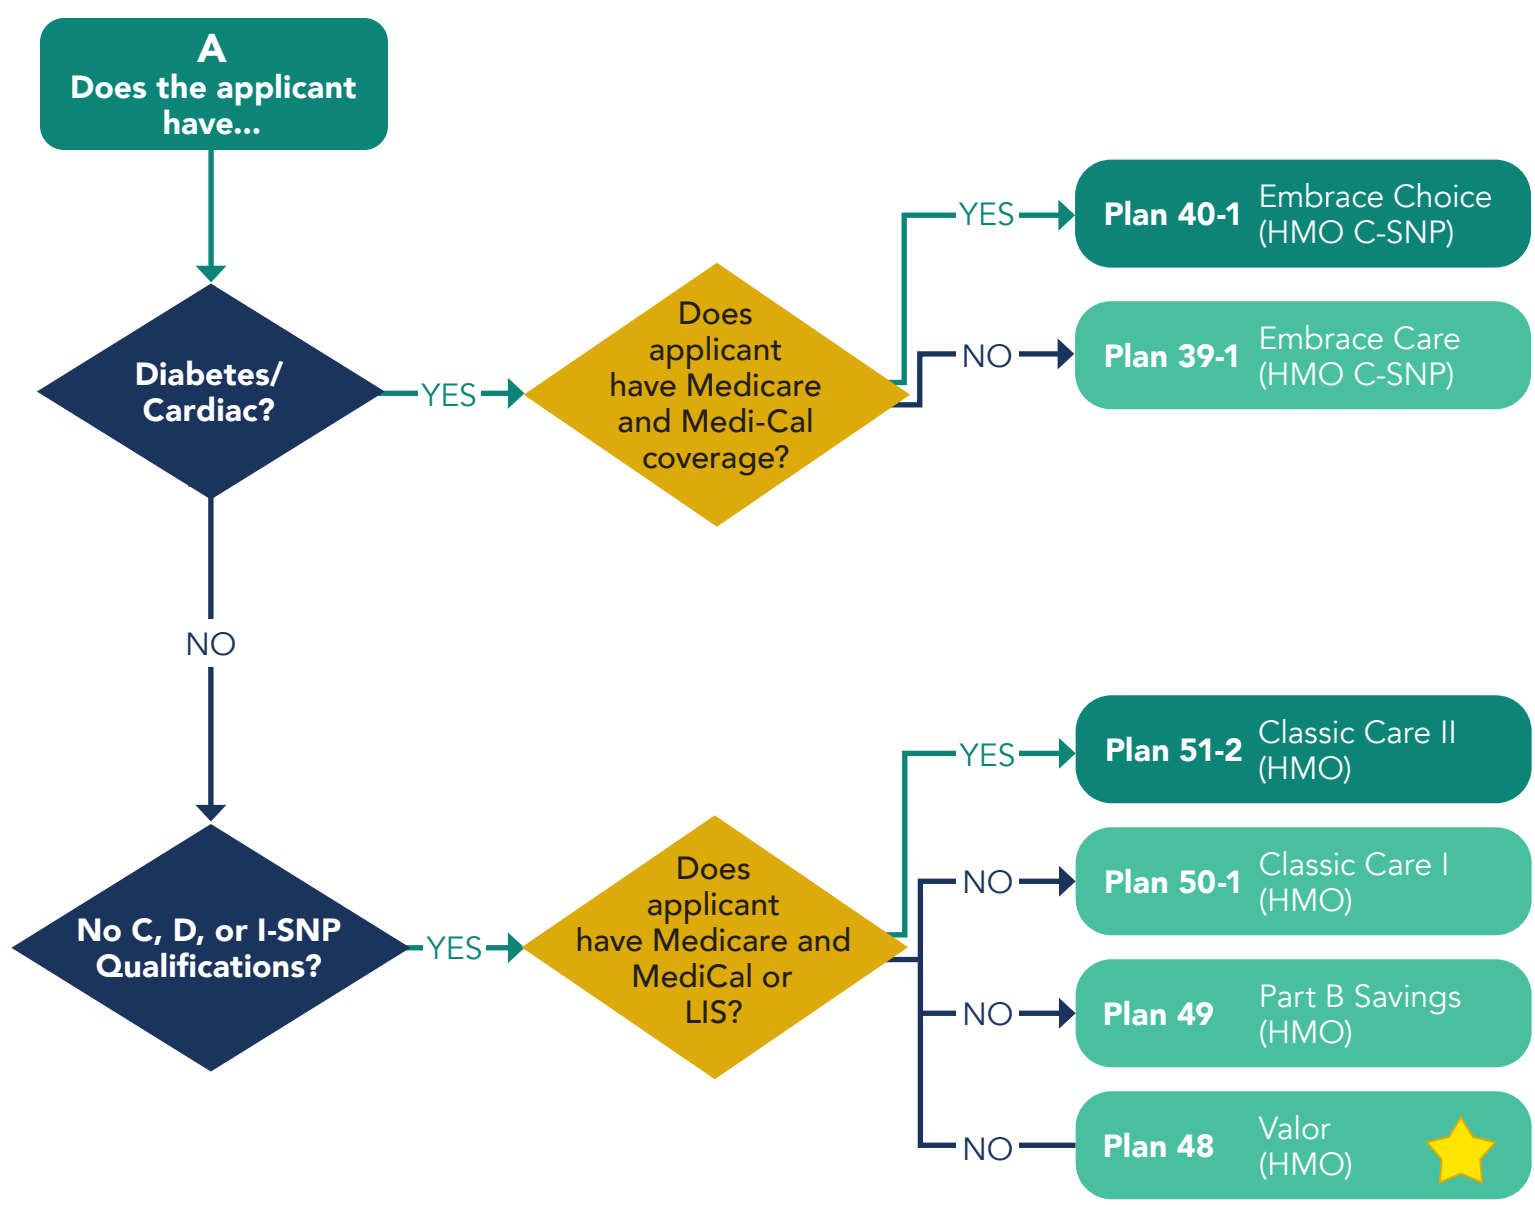 A
Does the applicant
have...
Diabetes/
Cardiac?
YES
Does
applicant
have Medicare
and Medi-Cal
coverage?
YES
Plan 40-1 Embrace Choice
(HMO C-SNP)
NO
Plan 39-1 Embrace Care
(HMO C-SNP)
NO
No C, D, or I-SNP
Qualifications?
YES
Does
applicant
have Medicare and
MediCal or
LIS?
YES
Plan 51-2 Classic Care II
(HMO)
NO
Plan 50-1 Classic Care I
(HMO)
NO
Plan 49 Part B Savings
(HMO)
NO
Plan 48 Valor
(HMO)